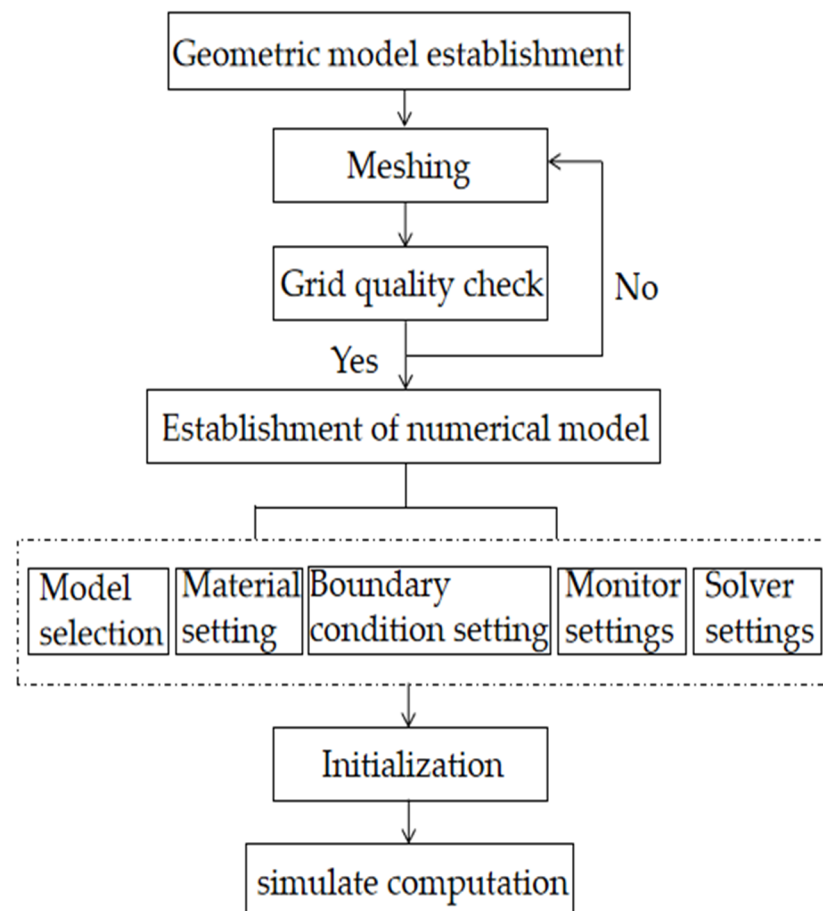 Geometric model establishment
Meshing
Grid quality check
No
Yes
Establishment of numerical model
Model
selection
Material
setting
Boundary
condition setting
Monitor
settings
Solver
settings
Initialization
simulate computation